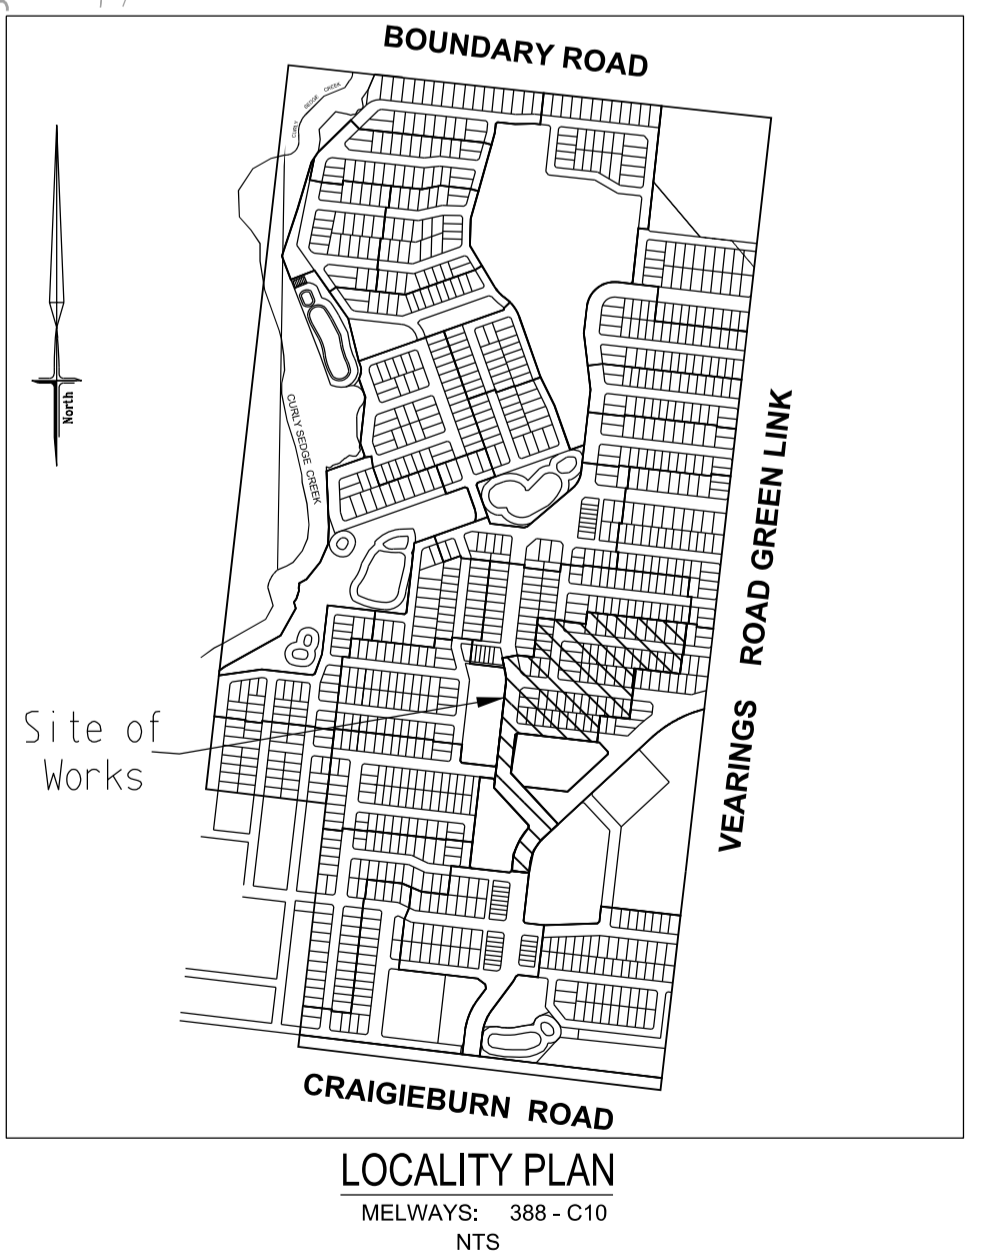 BOUNDARY ROAD
CURLY SEDGE CREEK
North
CURLY SEDGE CREEK
VEARINGS ROAD GREEN LINK
Site of
Works
CRAIGIEBURN ROAD
LOCALITY PLAN
MELWAYS: 388 - C10
NTS